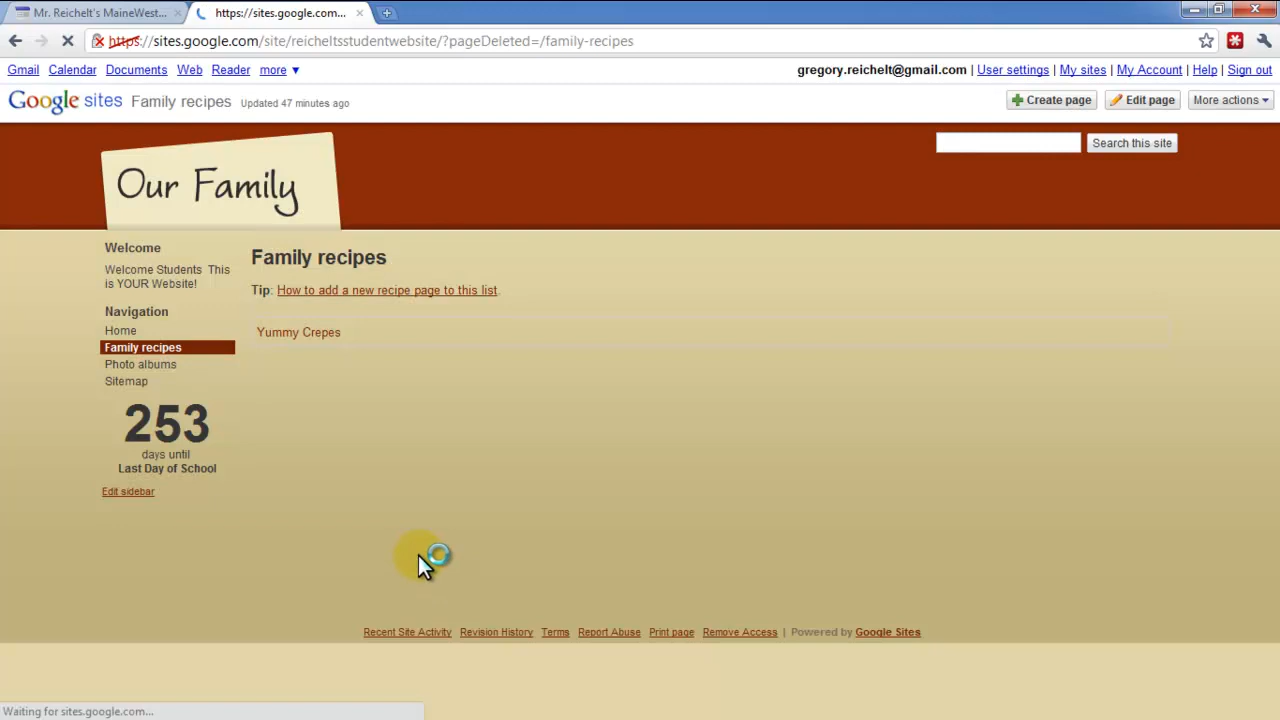 Mr. Reichelt's MaineWest...
https://sites.google.com...
https://sites.google.com/site/reicheltsstudentwebsite/?pageDeleted=/family-recipes
Gmail Calendar Documents Web Reader more ▼
gregory.reichelt@gmail.com | User settings | My sites | My Account | Help | Sign out
Google sites Family recipes Updated 47 minutes ago
Create page Edit page More actions
Search this site
Our Family
Welcome
Welcome Students This
is YOUR Website!
Navigation
Home
Family recipes
Photo albums
Sitemap
253
days until
Last Day of School
Edit sidebar
Family recipes
Tip: How to add a new recipe page to this list.
Yummy Crepes
Recent Site Activity Revision History Terms Report Abuse Print page Remove Access | Powered by Google Sites
Waiting for sites.google.com...